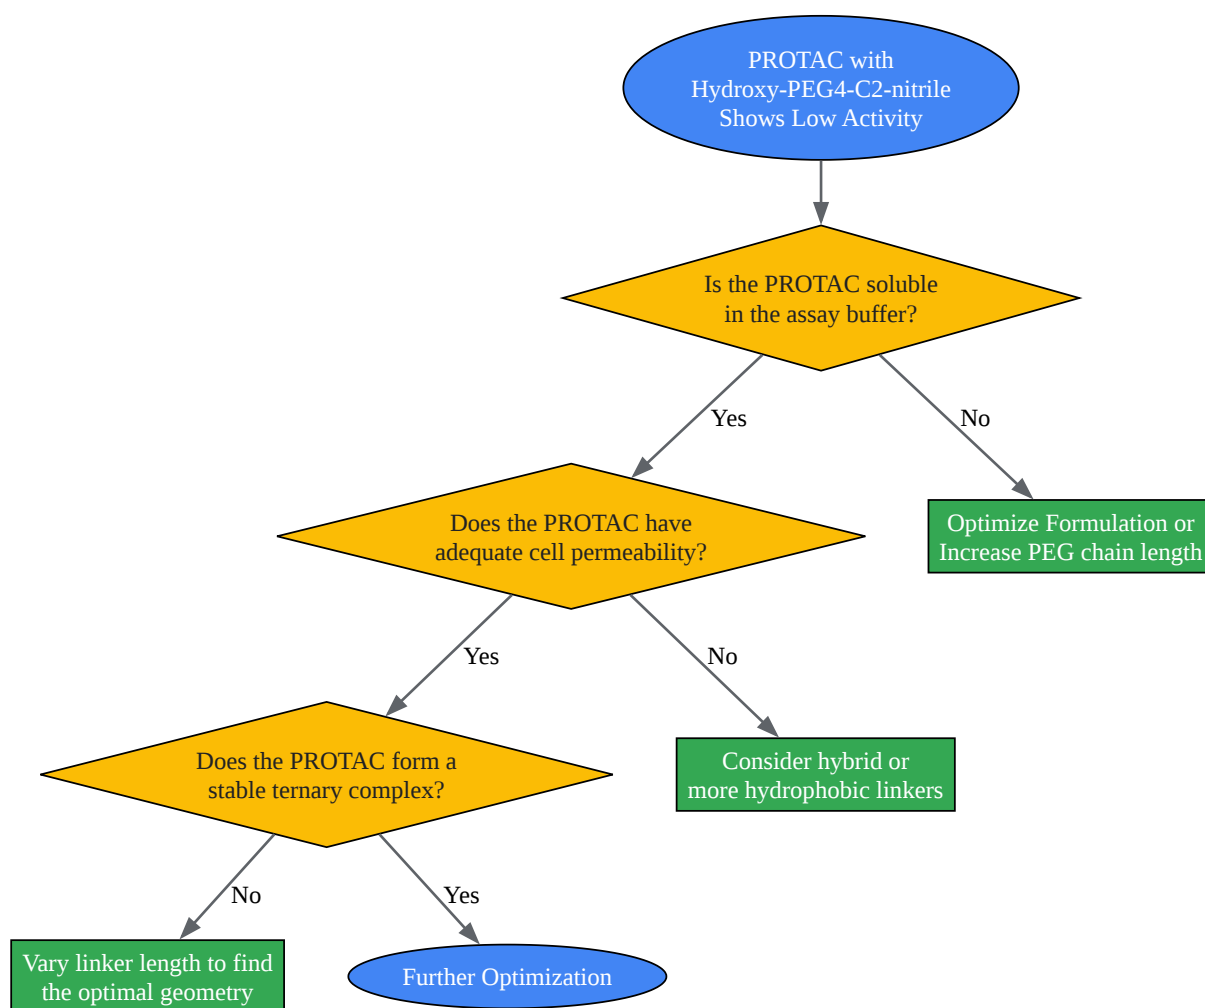 PROTAC with
Hydroxy-PEG4-C2-nitrile
Shows Low Activity
Is the PROTAC soluble
in the assay buffer?
Yes
No
Does the PROTAC have
adequate cell permeability?
Optimize Formulation or
Increase PEG chain length
Yes
No
Does the PROTAC form a
stable ternary complex?
Consider hybrid or
more hydrophobic linkers
No
Yes
Vary linker length to find
the optimal geometry
Further Optimization